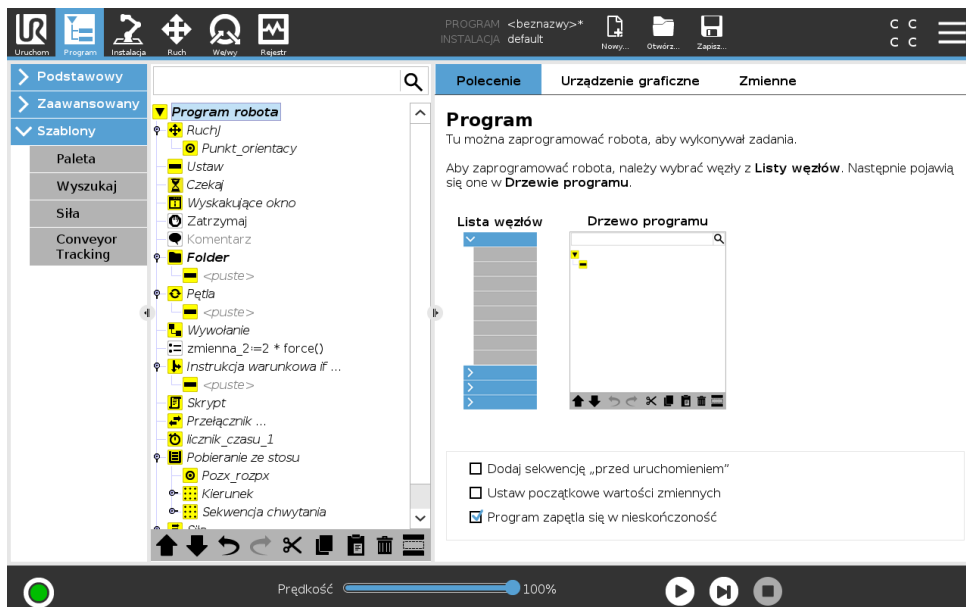 Uruchom
Program
Instalacja
Ruch
We/wy
Rejestr
PROGRAM <beznazwy>*
INSTALACJA default
Nowy...
Otwórz...
Zapisz...
C C
C C
Podstawowy
Zaawansowany
Szablony
Paleta
Wyszukaj
Siła
Conveyor
Tracking
Program robota
RuchJ
Punkt_orientacy
Ustaw
Czekaj
Wyskakujące okno
Zatrzymaj
Komentarz
Folder
<puste>
Pętla
<puste>
Wywołanie
zmienna_2:=2 * force()
Instrukcja warunkowa if ...
<puste>
Skrypt
Przełącznik ...
licznik_czasu_1
Pobieranie ze stosu
Pozx_rozpx
Kierunek
Sekwencja chwytania
Siła
Polecenie
Urządzenie graficzne
Zmienne
Program
Tu można zaprogramować robota, aby wykonywał zadania.
Aby zaprogramować robota, należy wybrać węzły z Listy węzłów. Następnie pojawią
się one w Drzewie programu.
Lista węzłów
Drzewo programu
Dodaj sekwencję „przed uruchomieniem”
Ustaw początkowe wartości zmiennych
Program zapętla się w nieskończoność
Prędkość
100%